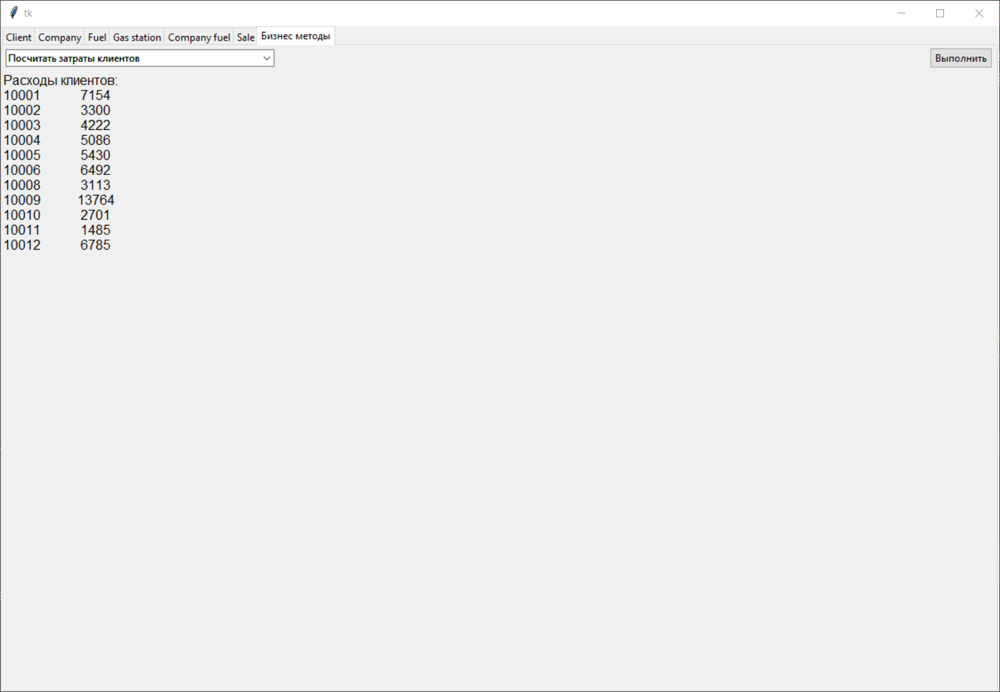 tk
Client Company Fuel Gas station Company fuel Sale Бизнес методы
Посчитать затраты клиентов Выполнить
Расходы клиентов:
10001 7154
10002 3300
10003 4222
10004 5086
10005 5430
10006 6492
10008 3113
10009 13764
10010 2701
10011 1485
10012 6785